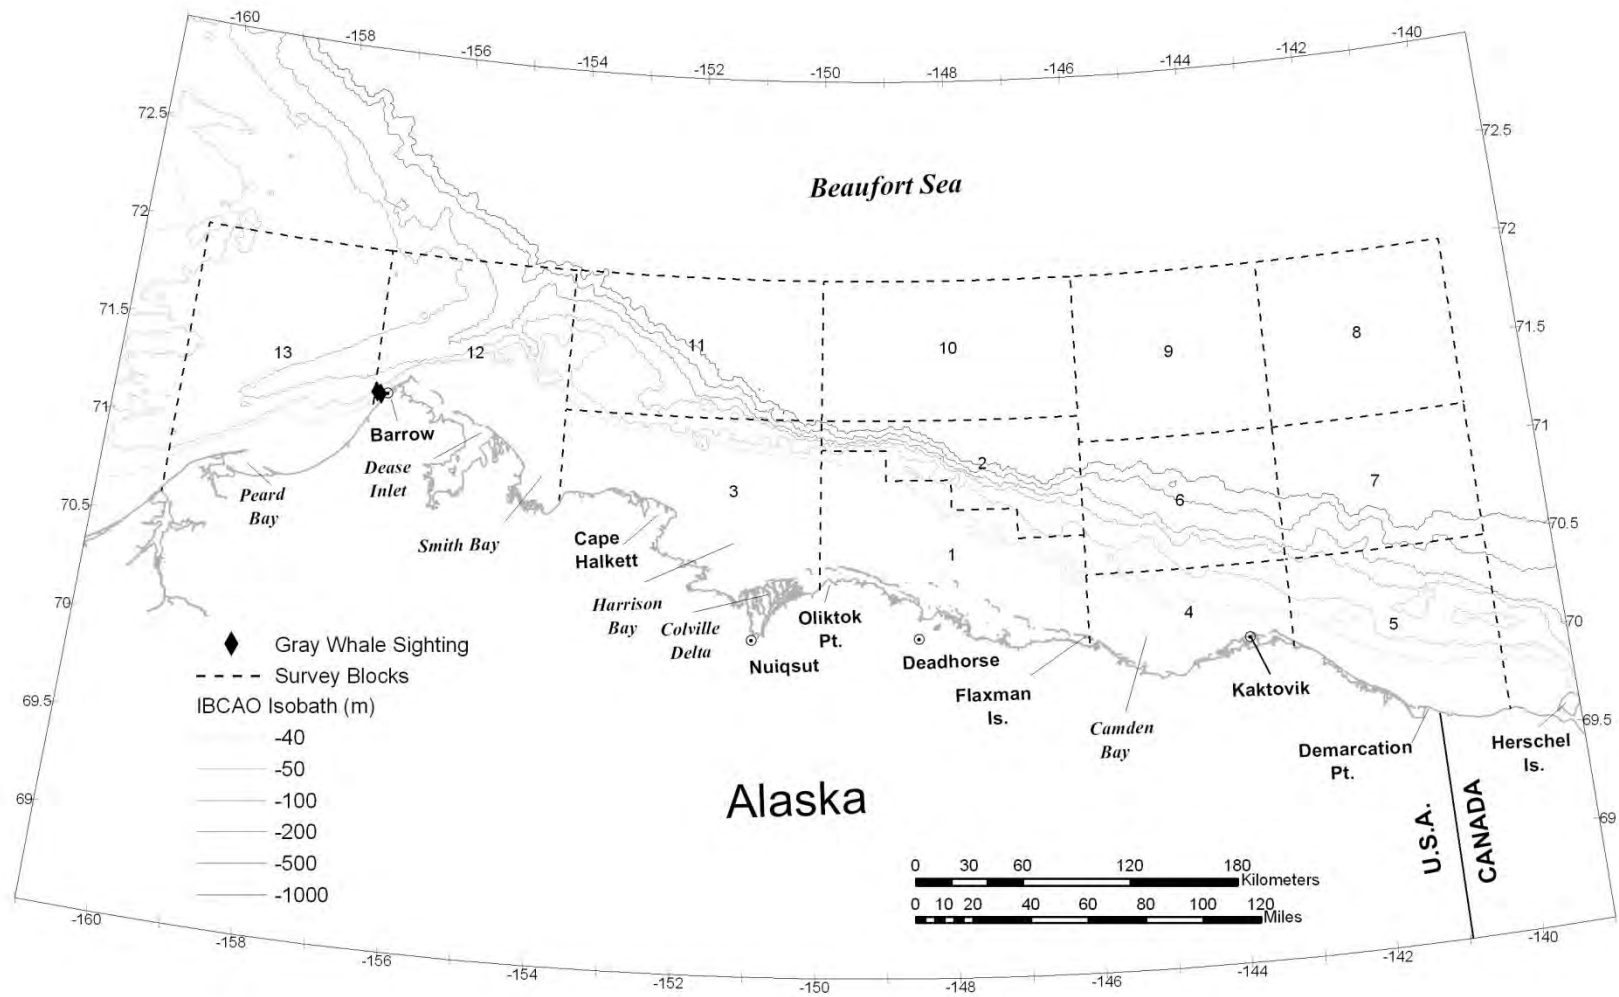 -160
-158
-156
-154
-152
-150
-148
-146
-144
-142
-140
72.5
72.5
72
72
71.5
71.5
71
71
70.5
70.5
70
70
69.5
69.5
69
69
Beaufort Sea
13
12
11
10
9
8
7
6
2
3
1
4
5
Barrow
Dease
Inlet
Peard
Bay
Smith Bay
Cape
Halkett
Harrison
Bay
Colville
Delta
Nuiqsut
Oliktok
Pt.
Deadhorse
Flaxman
Is.
Camden
Bay
Kaktovik
Demarcation
Pt.
Herschel
Is.
Alaska
U.S.A.
CANADA
Gray Whale Sighting
Survey Blocks
IBCAO Isobath (m)
-40
-50
-100
-200
-500
-1000
0 30 60 120 180
Kilometers
0 10 20 40 60 80 100 120
Miles
-160
-158
-156
-154
-152
-150
-148
-146
-144
-142
-140